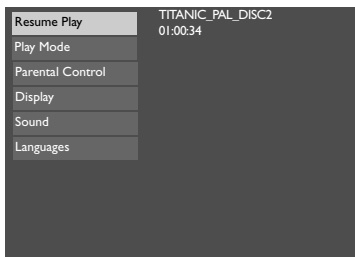 Resume Play
Play Mode
Parental Control
Display
Sound
Languages
TITANIC_PAL_DISC2
01:00:34